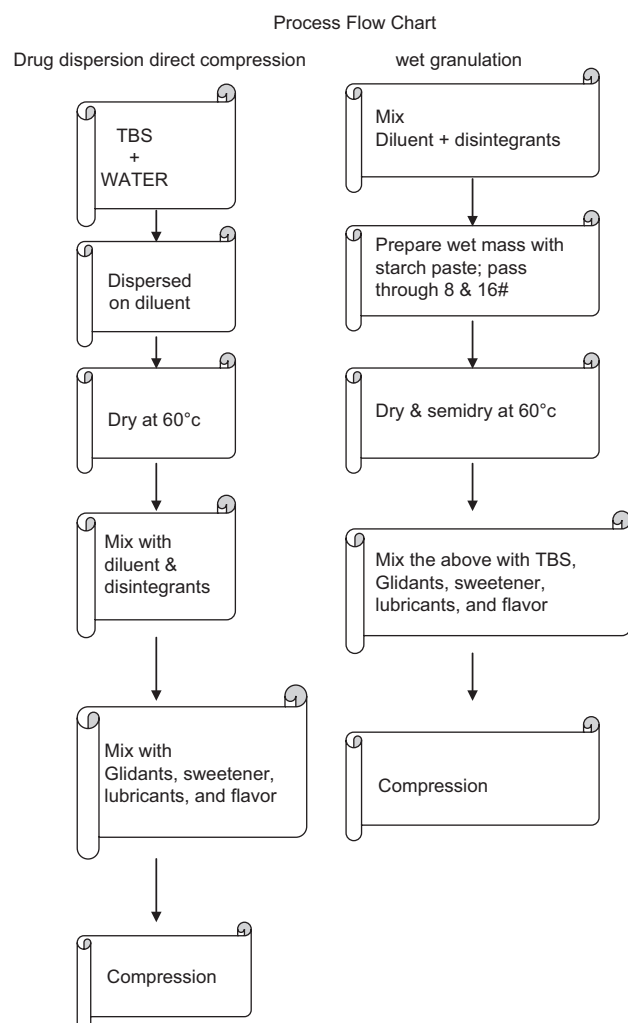 Process Flow Chart
Drug dispersion direct compression
TBS
+
WATER
Dispersed
on diluent
Dry at 60°c
Mix with
diluent &
disintegrants
Mix with
Glidants, sweetener,
lubricants, and flavor
Compression
wet granulation
Mix
Diluent + disintegrants
Prepare wet mass with
starch paste; pass
through 8 & 16#
Dry & semidry at 60°c
Mix the above with TBS,
Glidants, sweetener,
lubricants, and flavor
Compression